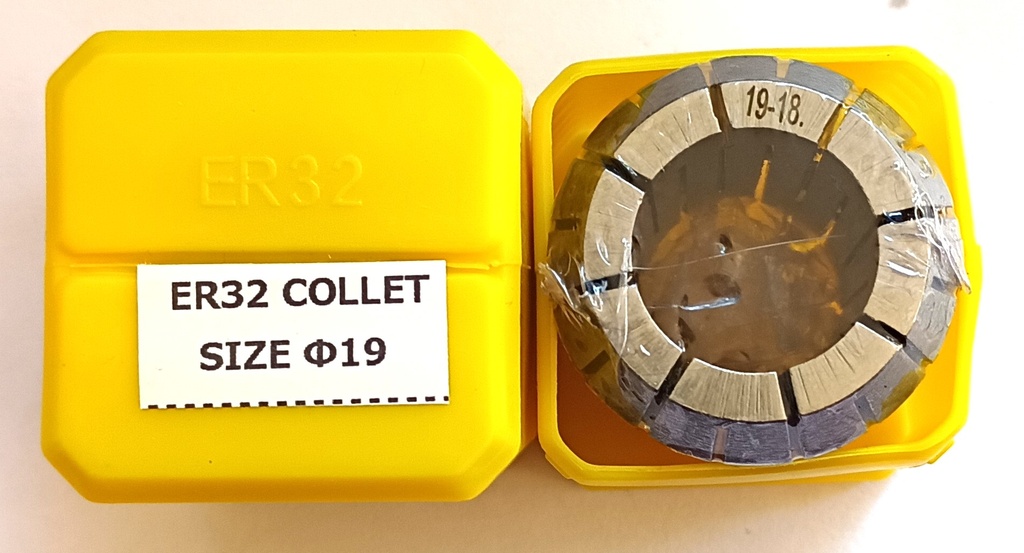 ER32
ER32 COLLET
SIZE Φ19
19-18.